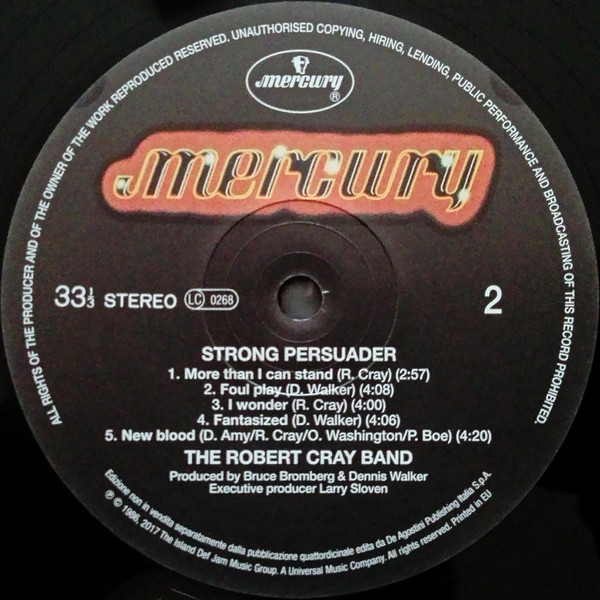 ALL RIGHTS OF THE PRODUCER AND OF THE OWNER OF THE WORK REPRODUCED RESERVED. UNAUTHORISED COPYING, HIRING, LENDING, PUBLIC PERFORMANCE AND BROADCASTING OF THIS RECORD PROHIBITED.
mercury ®
mercury
33 1/3 STEREO LC 0268
2
STRONG PERSUADER
1. More than I can stand (R. Cray) (2:57)
2. Foul play (D. Walker) (4:08)
3. I wonder (R. Cray) (4:00)
4. Fantasized (D. Walker) (4:06)
5. New blood (D. Amy/R. Cray/O. Washington/P. Boe) (4:20)
THE ROBERT CRAY BAND
Produced by Bruce Bromberg & Dennis Walker
Executive producer Larry Sloven
Edizione non in vendita separatamente dalla pubblicazione quattordicinale edita da De Agostini Publishing Italia S.p.A.
℗ © 1986, 2017 The Island Def Jam Music Group. A Universal Music Company. All rights reserved. Printed in EU